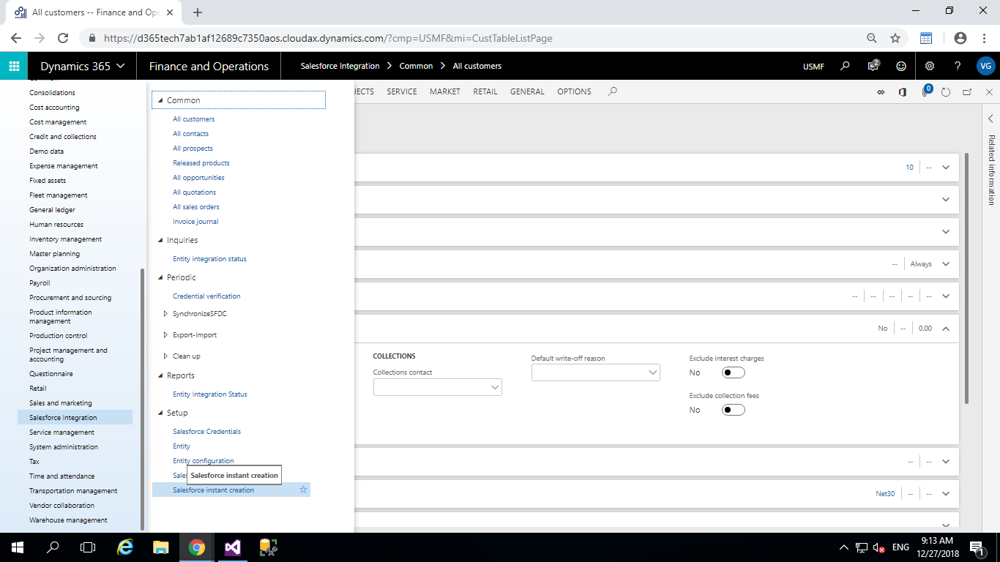 All customers -- Finance and Ope
https://d365tech7ab1af12689c7350aos.cloudax.dynamics.com/?cmp=USMF&mi=CustTableListPage
Dynamics 365
Finance and Operations
Salesforce Integration > Common > All customers
USMF
2
?
VG
Consolidations
Cost accounting
Cost management
Credit and collections
Demo data
Expense management
Fixed assets
Fleet management
General ledger
Human resources
Inventory management
Master planning
Organization administration
Payroll
Procurement and sourcing
Product information
management
Production control
Project management and
accounting
Questionnaire
Retail
Sales and marketing
Salesforce Integration
Service management
System administration
Tax
Time and attendance
Transportation management
Vendor collaboration
Warehouse management
Common
All customers
All contacts
All prospects
Released products
All opportunities
All quotations
All sales orders
Invoice journal
Inquiries
Entity integration status
Periodic
Credential verification
SynchronizeSFDC
Export-Import
Clean up
Reports
Entity Integration Status
Setup
Salesforce Credentials
Entity
Entity configuration
Sales
Salesforce instant creation
Salesforce instant creation
JECTS SERVICE MARKET RETAIL GENERAL OPTIONS
0
Related information
10 --
-- Always
-- -- -- -- --
No -- 0.00
COLLECTIONS
Collections contact
Default write-off reason
Exclude interest charges
No
Exclude collection fees
No
-- --
Net30 -- --
ENG
9:13 AM
12/27/2018
1